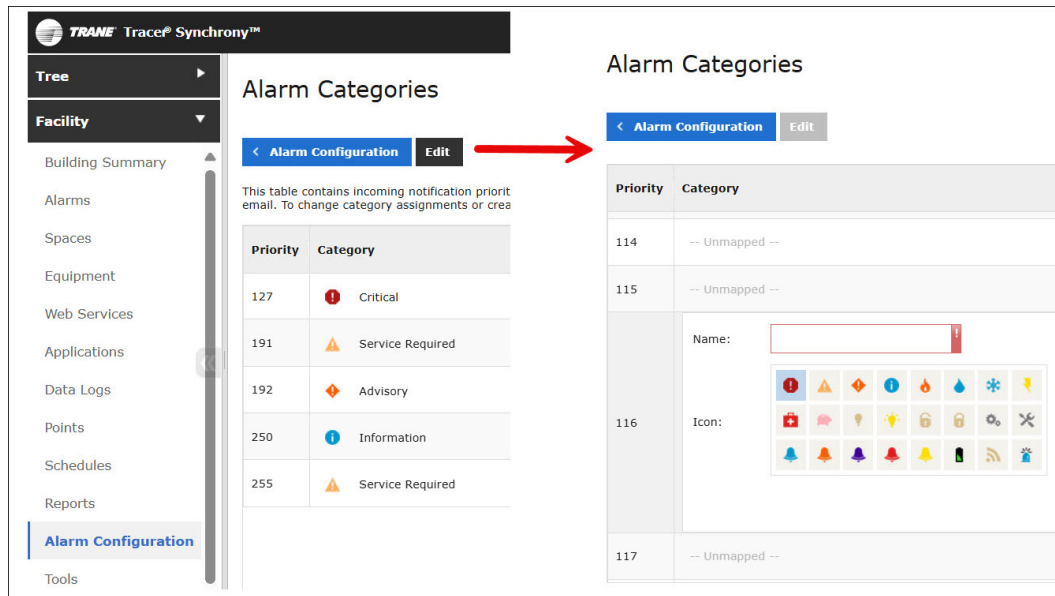 TRANE Tracer® Synchrony™
Tree
Facility
Building Summary
Alarms
Spaces
Equipment
Web Services
Applications
Data Logs
Points
Schedules
Reports
Alarm Configuration
Tools
Alarm Categories
< Alarm Configuration Edit
This table contains incoming notification priorit
email. To change category assignments or crea
Priority Category
127 Critical
191 Service Required
192 Advisory
250 Information
255 Service Required
Alarm Categories
< Alarm Configuration Edit
Priority Category
114 -- Unmapped --
115 -- Unmapped --
116
Name:
Icon:
117 -- Unmapped --